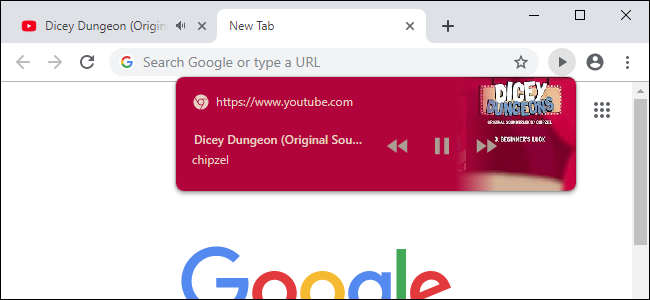 Dicey Dungeon (Origin
New Tab
Search Google or type a URL
https://www.youtube.com
Dicey Dungeon (Original Sou...
chipzel
DICEY
DUNGEONS
ORIGINAL SOUNDTRACK BY CHIPZEL
3. BEGINNER'S LUCK
Google